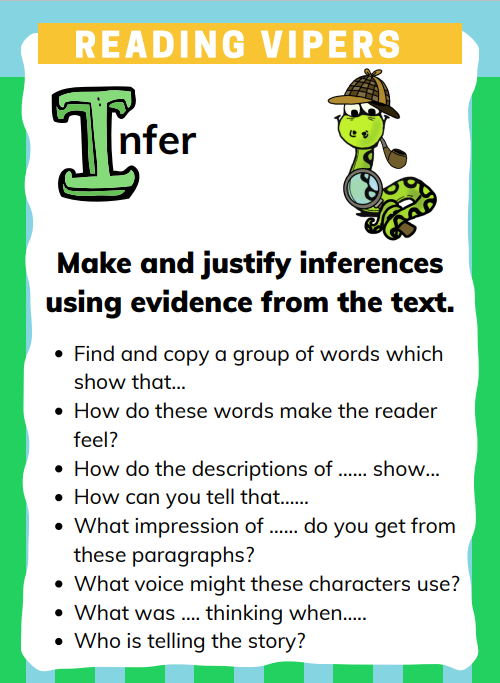 READING VIPERS
Infer
Make and justify inferences
using evidence from the text.
• Find and copy a group of words which
show that...
• How do these words make the reader
feel?
• How do the descriptions of ...... show...
• How can you tell that......
• What impression of ...... do you get from
these paragraphs?
• What voice might these characters use?
• What was .... thinking when.....
• Who is telling the story?